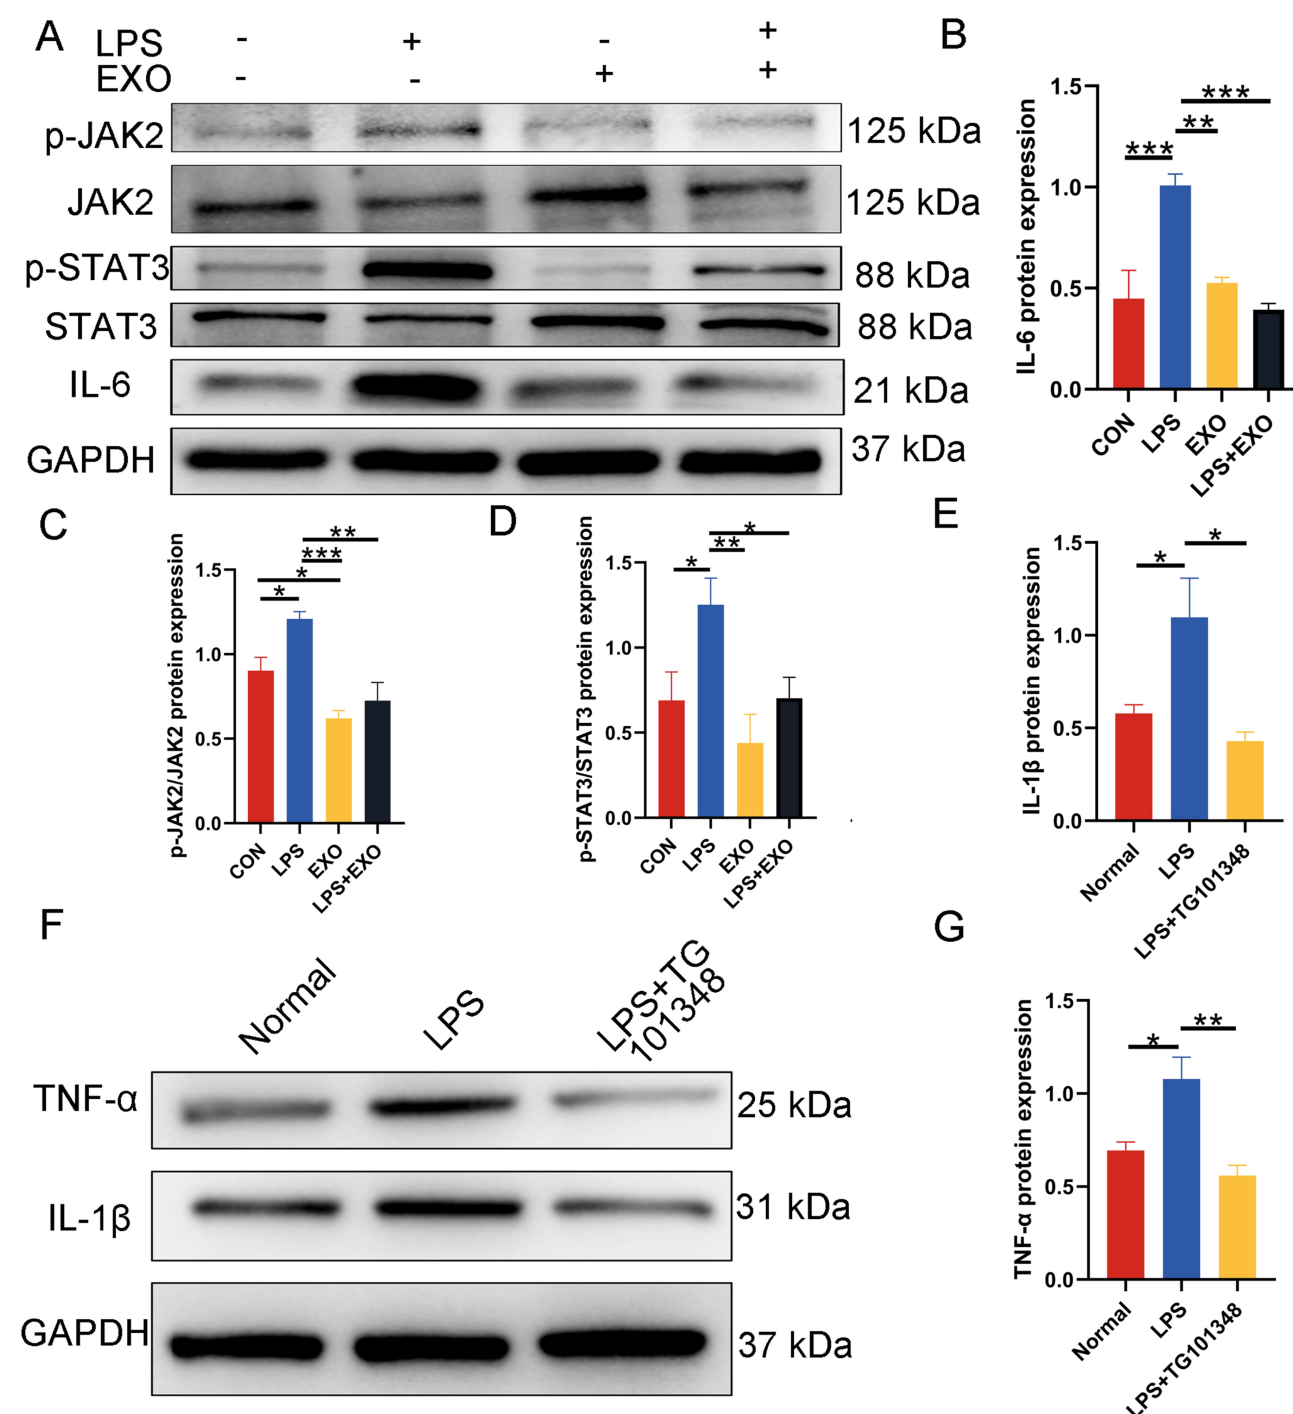 A
LPS - + - +
EXO - - + +
p-JAK2 125 kDa
JAK2 125 kDa
p-STAT3 88 kDa
STAT3 88 kDa
IL-6 21 kDa
GAPDH 37 kDa
B
IL-6 protein expression
1.5
1.0
0.5
0.0
***
**
***
CON
LPS
EXO
LPS+EXO
C
p-JAK2/JAK2 protein expression
1.5
1.0
0.5
0.0
**
***
*
*
CON
LPS
EXO
LPS+EXO
D
p-STAT3/STAT3 protein expression
1.5
1.0
0.5
0.0
*
**
*
CON
LPS
EXO
LPS+EXO
E
IL-1β protein expression
1.5
1.0
0.5
0.0
*
*
Normal
LPS
LPS+TG101348
F
Normal
LPS
LPS+TG
101348
TNF-α 25 kDa
IL-1β 31 kDa
GAPDH 37 kDa
G
TNF-α protein expression
1.5
1.0
0.5
0.0
**
*
Normal
LPS
LPS+TG101348